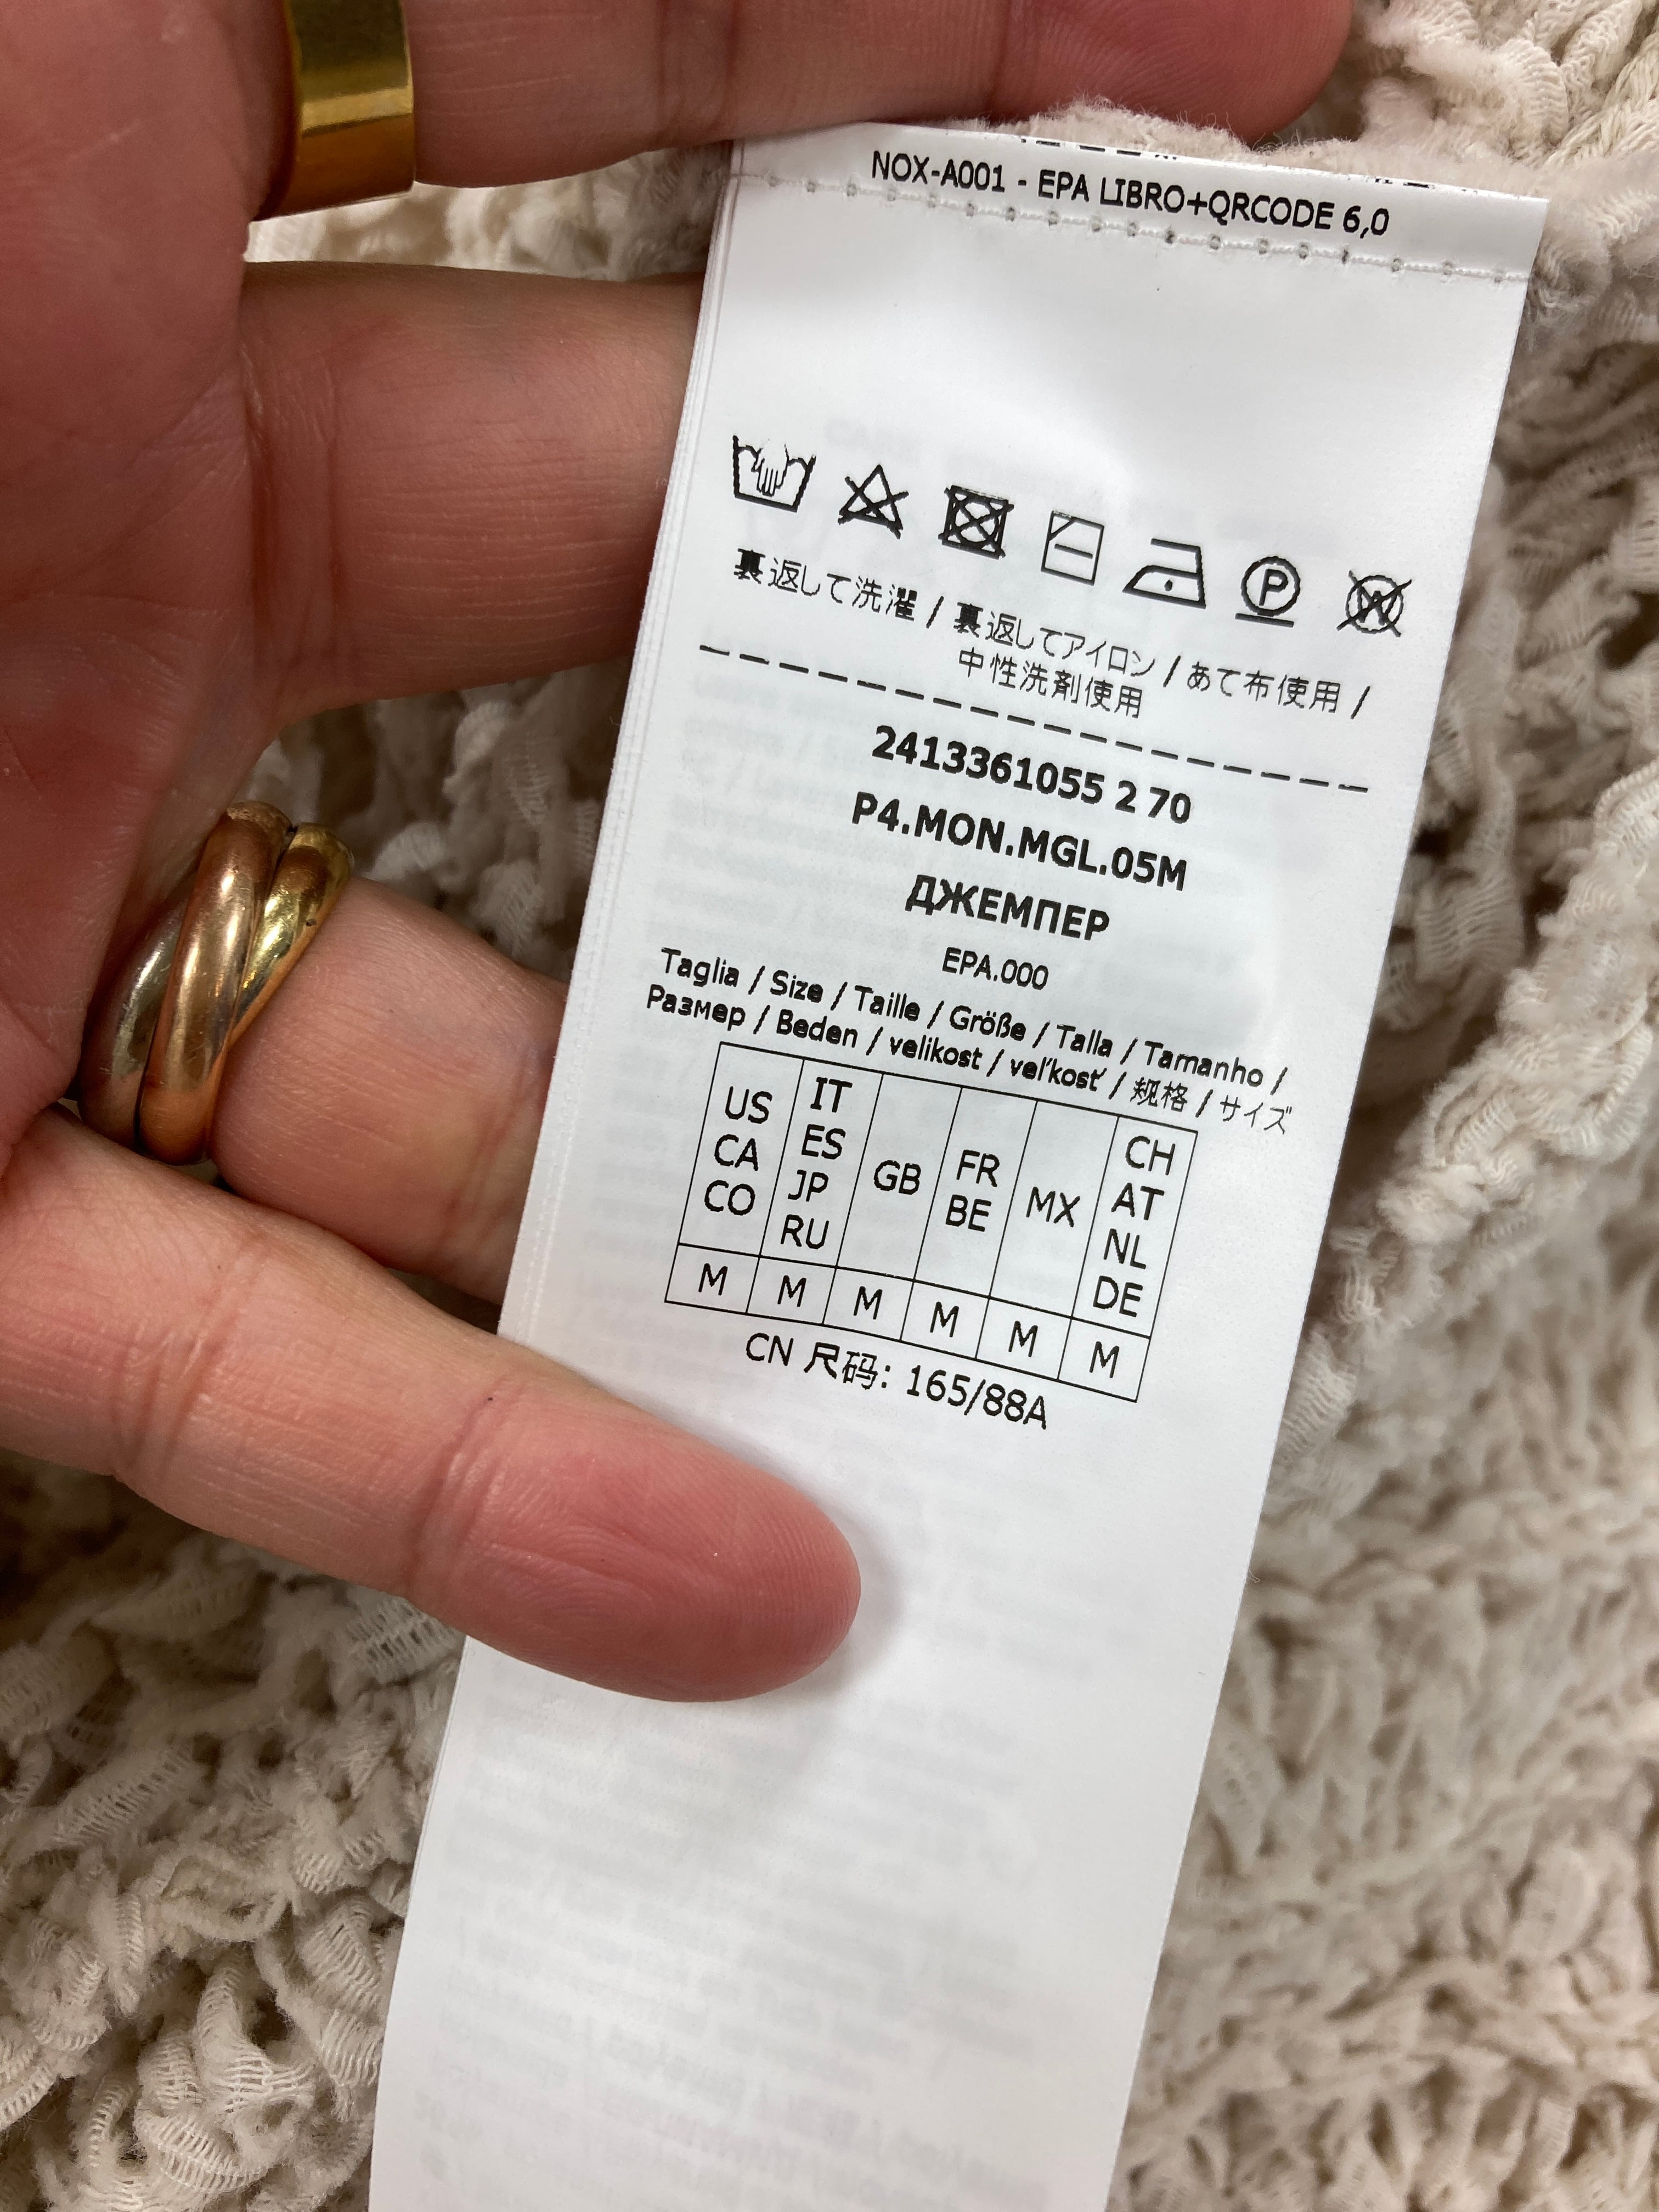 NOX-A001 - EPA LIBRO+QRCODE 6,0
P
W
裏返して洗濯 / 裏返してアイロン / あて布使用 /
中性洗剤使用
2413361055 2 70
P4.MON.MGL.05M
ДЖЕМПЕР
EPA.000
Taglia / Size / Taille / Größe / Talla / Tamanho /
Размер / Beden / velikost / veľkosť / 规格 / サイズ
US CA CO
IT ES JP RU
GB
FR BE
MX
CH AT NL DE
M M M M M M
CN 尺码: 165/88A